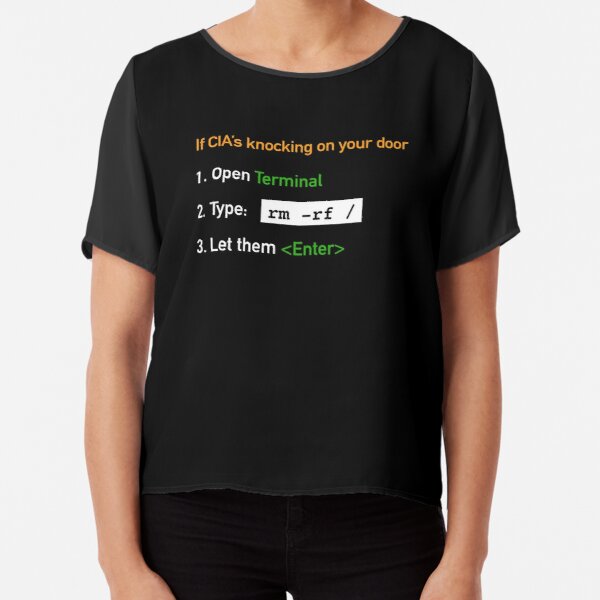 If CIA's knocking on your door
1. Open Terminal
2. Type: rm -rf /
3. Let them <Enter>